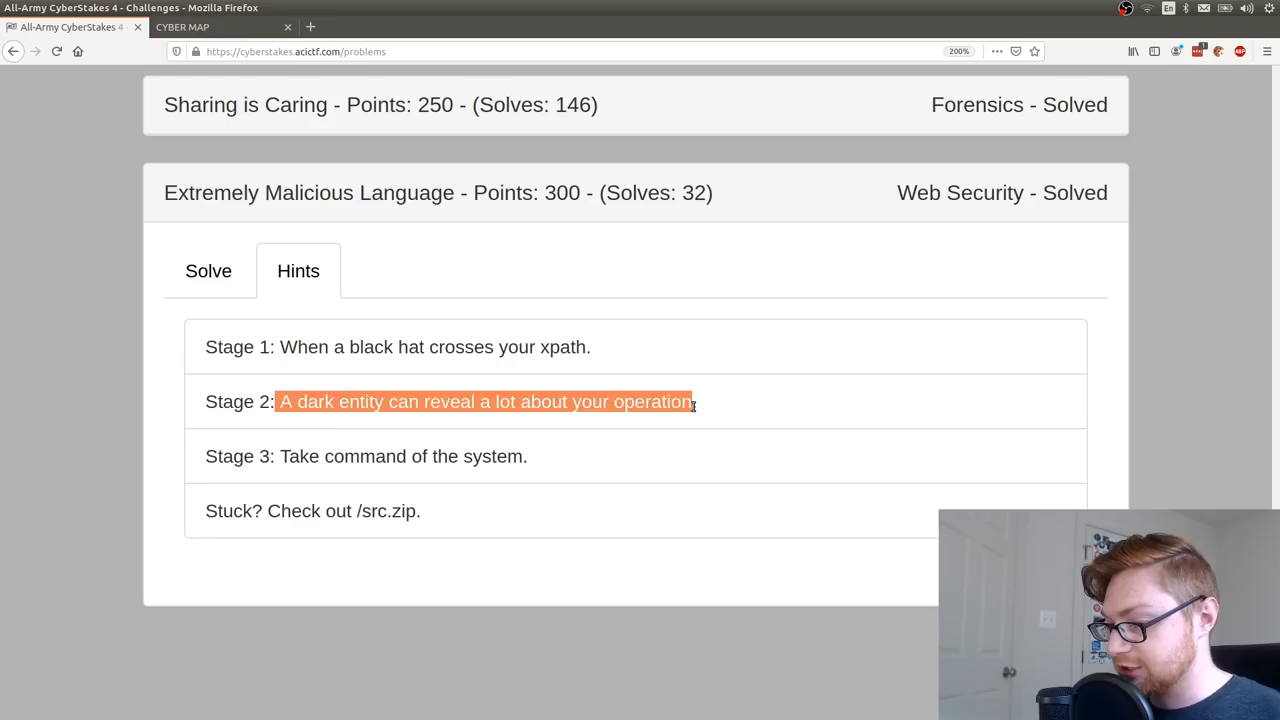 All-Army CyberStakes 4 - Challenges - Mozilla Firefox
En
All-Army CyberStakes 4 -
CYBER MAP
https://cyberstakes.acictf.com/problems
200%
Sharing is Caring - Points: 250 - (Solves: 146)
Forensics - Solved
Extremely Malicious Language - Points: 300 - (Solves: 32)
Web Security - Solved
Solve
Hints
Stage 1: When a black hat crosses your xpath.
Stage 2: A dark entity can reveal a lot about your operation
Stage 3: Take command of the system.
Stuck? Check out /src.zip.